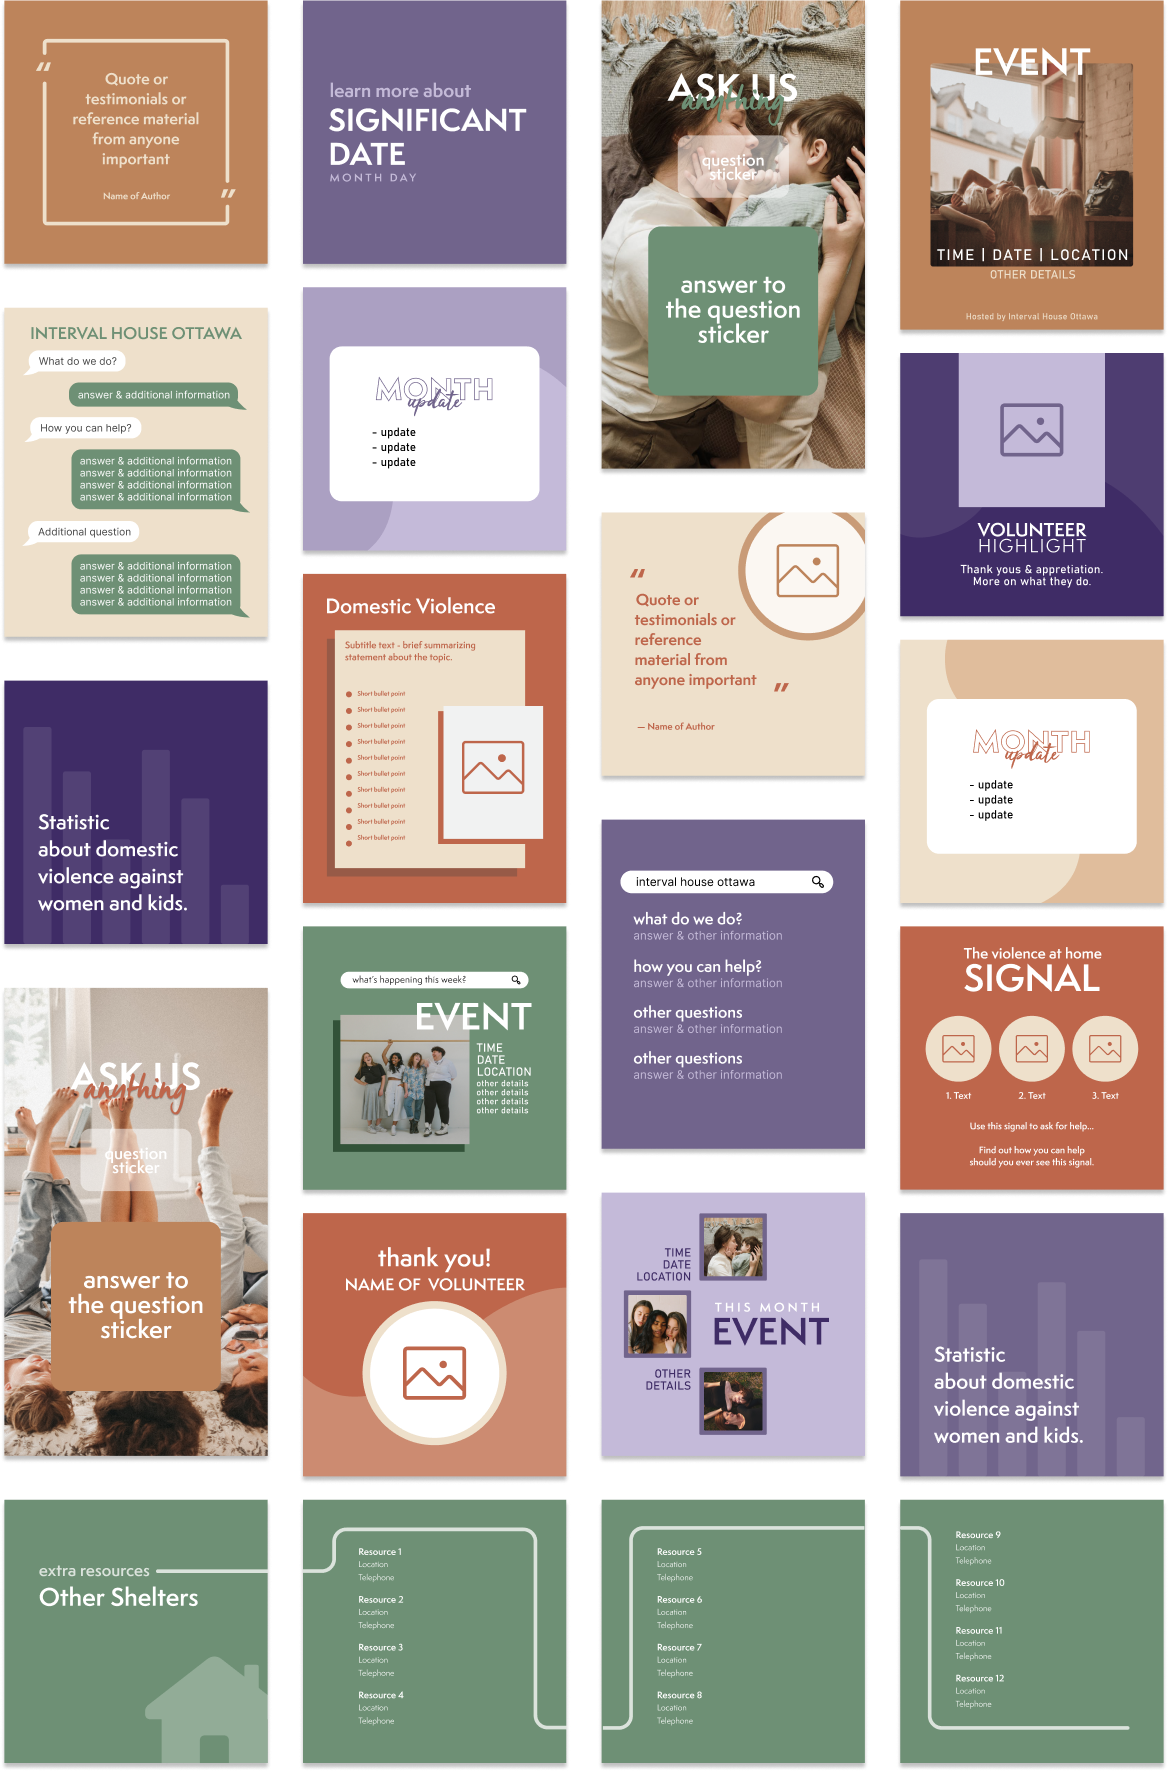 “
Quote or
testimonials or
reference material
from anyone
important
Name of Author
”
learn more about
SIGNIFICANT
DATE
MONTH DAY
ASK US
anything
question
sticker
answer to
the question
sticker
EVENT
TIME | DATE | LOCATION
OTHER DETAILS
Hosted by Interval House Ottawa
INTERVAL HOUSE OTTAWA
What do we do?
answer & additional information
How you can help?
answer & additional information
answer & additional information
answer & additional information
answer & additional information
Additional question
answer & additional information
answer & additional information
answer & additional information
answer & additional information
MONTH
update
- update
- update
- update
VOLUNTEER
HIGHLIGHT
Thank yous & appretiation.
More on what they do.
Domestic Violence
Subtitle text - brief summarizing
statement about the topic.
Short bullet point
Short bullet point
Short bullet point
Short bullet point
Short bullet point
Short bullet point
Short bullet point
Short bullet point
Short bullet point
Short bullet point
“
Quote or
testimonials or
reference
material from
anyone important
”
— Name of Author
MONTH
update
- update
- update
- update
Statistic
about domestic
violence against
women and kids.
interval house ottawa
what do we do?
answer & other information
how you can help?
answer & other information
other questions
answer & other information
other questions
answer & other information
The violence at home
SIGNAL
1. Text
2. Text
3. Text
Use this signal to ask for help...
Find out how you can help
should you ever see this signal.
what's happening this week?
EVENT
TIME
DATE
LOCATION
other details
other details
other details
other details
ASK US
anything
question
sticker
answer to
the question
sticker
thank you!
NAME OF VOLUNTEER
TIME
DATE
LOCATION
THIS MONTH
EVENT
OTHER
DETAILS
Statistic
about domestic
violence against
women and kids.
extra resources
Other Shelters
Resource 1
Location
Telephone
Resource 2
Location
Telephone
Resource 3
Location
Telephone
Resource 4
Location
Telephone
Resource 5
Location
Telephone
Resource 6
Location
Telephone
Resource 7
Location
Telephone
Resource 8
Location
Telephone
Resource 9
Location
Telephone
Resource 10
Location
Telephone
Resource 11
Location
Telephone
Resource 12
Location
Telephone